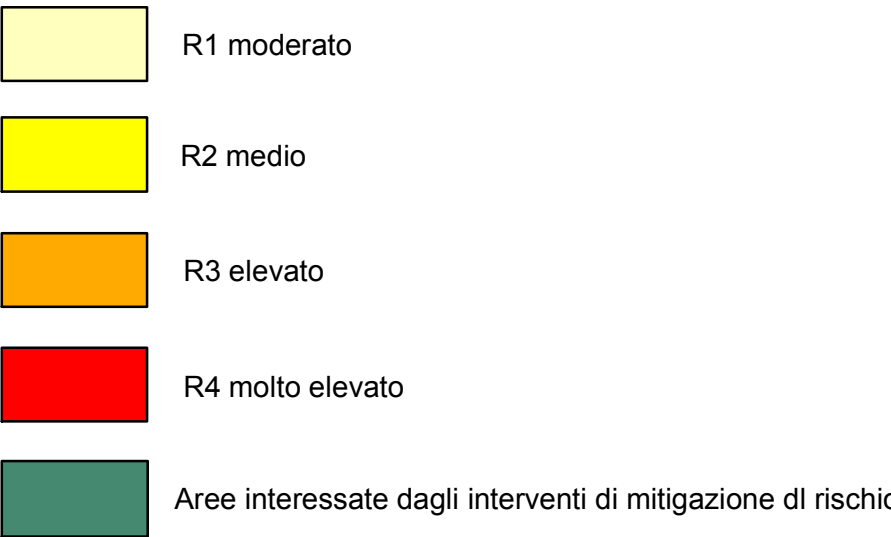 R1 moderato
R2 medio
R3 elevato
R4 molto elevato
Aree interessate dagli interventi di mitigazione dl rischio